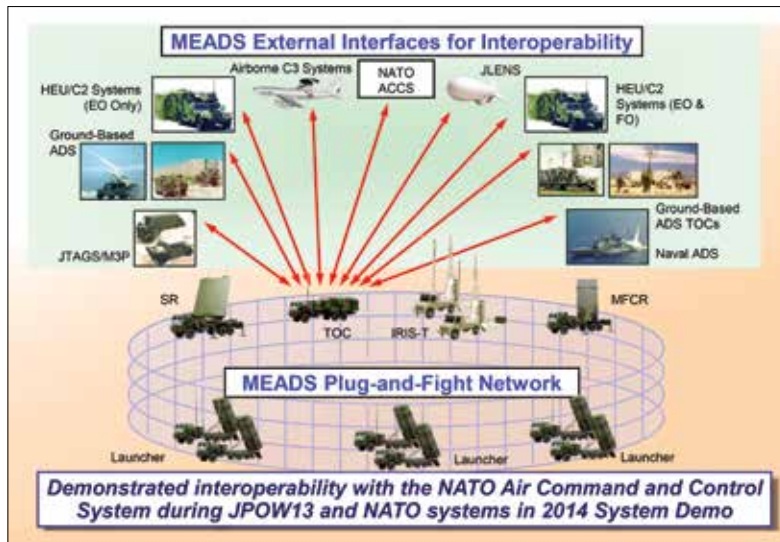 MEADS External Interfaces for Interoperability
Airborne C3 Systems
NATO
ACCS
JLENS
HEU/C2 Systems
(EO Only)
HEU/C2
Systems (EO &
FO)
Ground-Based
ADS
Ground-Based
ADS TOCs
JTAGS/M3P
Naval ADS
SR
TOC
IRIS-T
MFCR
MEADS Plug-and-Fight Network
Launcher
Launcher
Launcher
Demonstrated interoperability with the NATO Air Command and Control
System during JPOW13 and NATO systems in 2014 System Demo